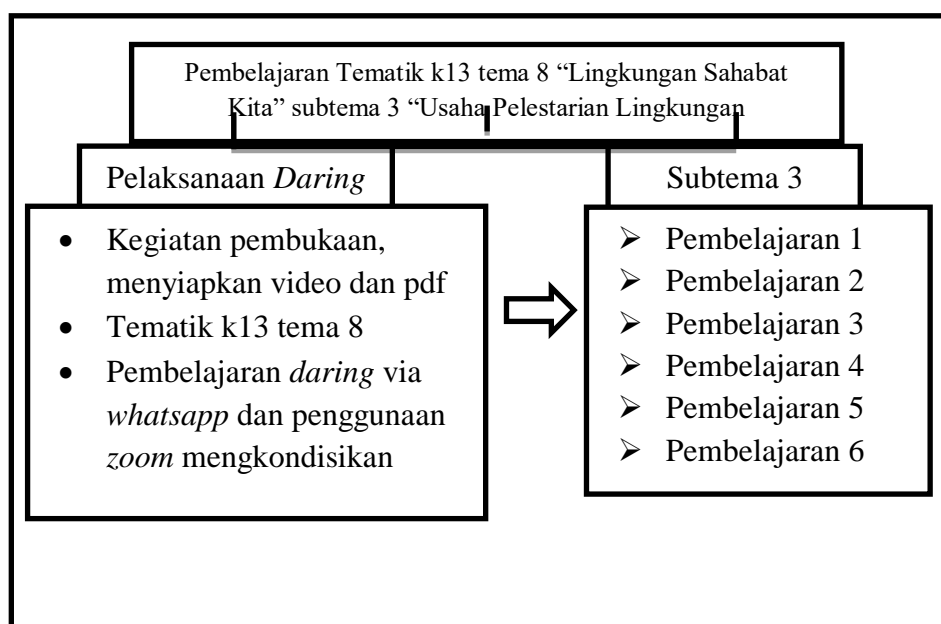 Pembelajaran Tematik k13 tema 8 “Lingkungan Sahabat
Kita” subtema 3 “Usaha Pelestarian Lingkungan
Pelaksanaan Daring
• Kegiatan pembukaan,
menyiapkan video dan pdf
• Tematik k13 tema 8
• Pembelajaran daring via
whatsapp dan penggunaan
zoom mengkondisikan
Subtema 3
➢ Pembelajaran 1
➢ Pembelajaran 2
➢ Pembelajaran 3
➢ Pembelajaran 4
➢ Pembelajaran 5
➢ Pembelajaran 6